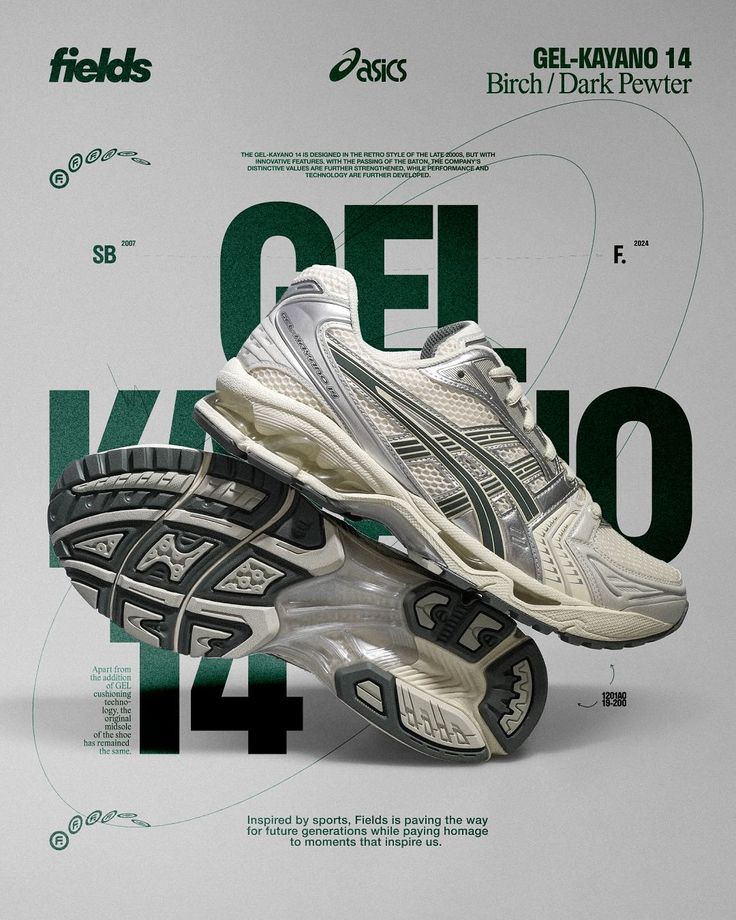 fields
asics
GEL-KAYANO 14
Birch / Dark Pewter
THE GEL-KAYANO 14 IS DESIGNED IN THE RETRO STYLE OF THE LATE 2000S, BUT WITH
INNOVATIVE FEATURES. WITH THE PASSING OF THE BATON, THE COMPANY'S
DISTINCTIVE VALUES ARE FURTHER STRENGTHENED, WHILE PERFORMANCE AND
TECHNOLOGY ARE FURTHER DEVELOPED.
F.
SB 2007
F. 2024
GEL
KAYANO
14
GEL-KAYANO 14
Apart from
the addition
of GEL
cushioning
techno-
logy, the
original
midsole
of the shoe
has remained
the same.
1201A0
19-200
F.
Inspired by sports, Fields is paving the way
for future generations while paying homage
to moments that inspire us.